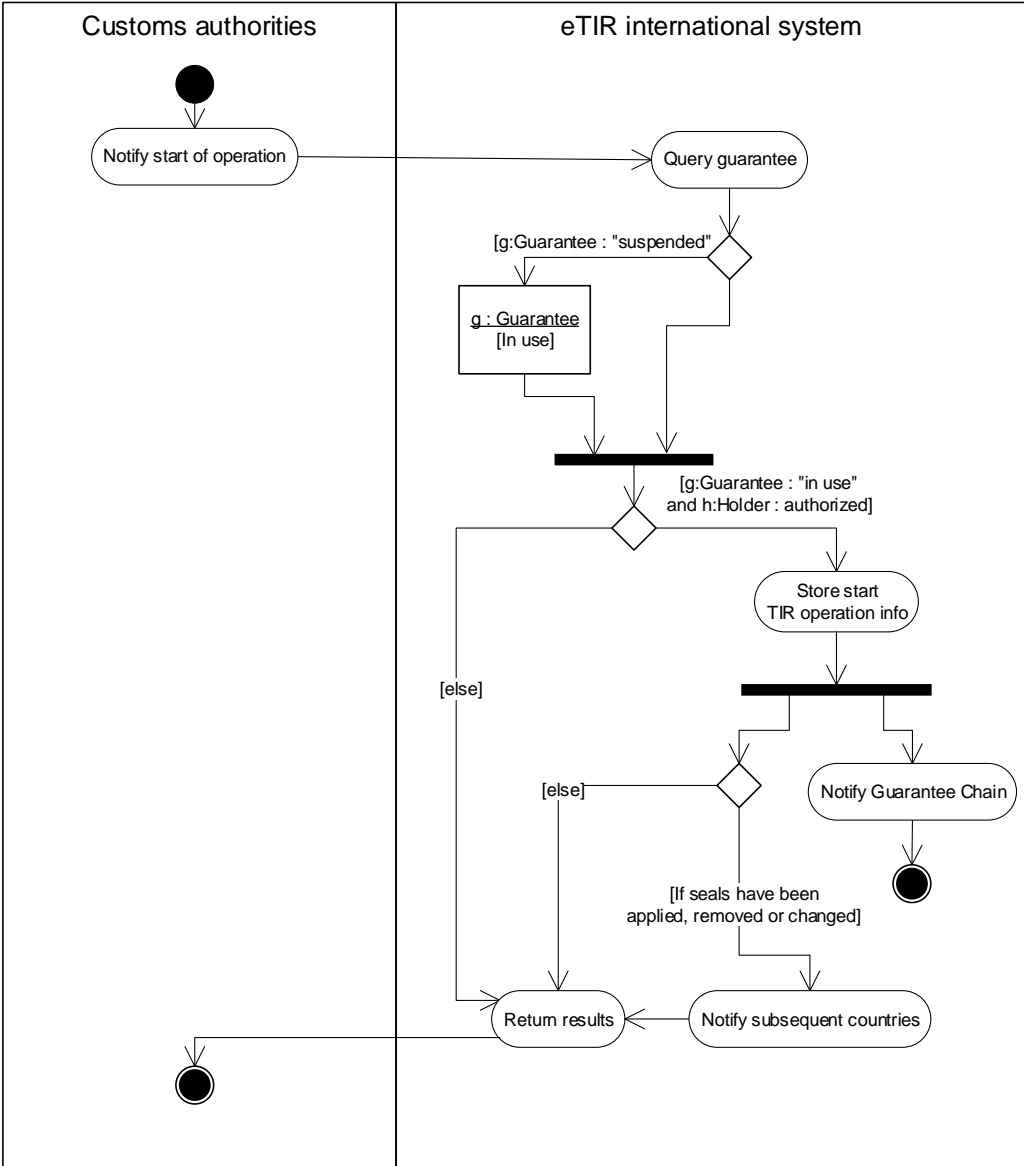 Customs authorities
eTIR international system
Notify start of operation
Query guarantee
[g:Guarantee : "suspended"
g : Guarantee
[In use]
[g:Guarantee : "in use"
and h:Holder : authorized]
Store start
TIR operation info
[else]
[else]
Notify Guarantee Chain
[If seals have been
applied, removed or changed]
Return results
Notify subsequent countries